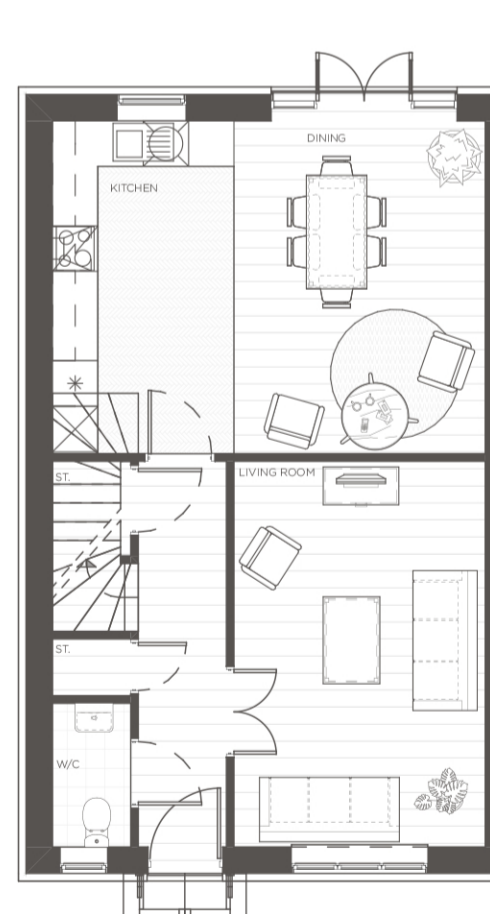 DINING
KITCHEN
ST.
LIVING ROOM
ST.
W/C